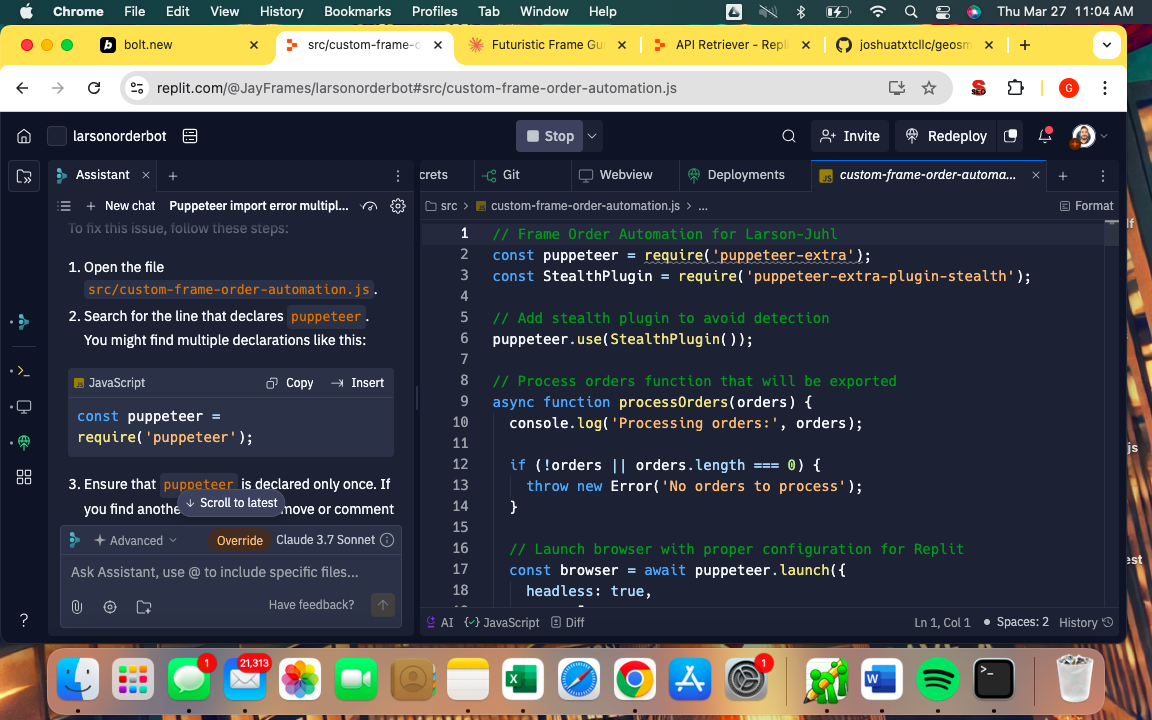 Chrome File Edit View History Bookmarks Profiles Tab Window Help Thu Mar 27 11:04 AM
bolt.new
src/custom-frame-o
Futuristic Frame Gu
API Retriever - Repl
joshuatxtcllc/geosm
replit.com/@JayFrames/larsonorderbot#src/custom-frame-order-automation.js
SEO
G
larsonorderbot
Stop
Invite
Redeploy
Assistant
crets
Git
Webview
Deployments
custom-frame-order-automa...
New chat
Puppeteer import error multipl...
src > custom-frame-order-automation.js > ...
Format
To fix this issue, follow these steps:
1. Open the file
src/custom-frame-order-automation.js .
2. Search for the line that declares puppeteer .
You might find multiple declarations like this:
JavaScript
Copy
Insert
const puppeteer =
require('puppeteer');
3. Ensure that puppeteer is declared only once. If
you find anothe
move or comment
Scroll to latest
Advanced
Override
Claude 3.7 Sonnet
Ask Assistant, use @ to include specific files...
Have feedback?
1 // Frame Order Automation for Larson-Juhl
2 const puppeteer = require('puppeteer-extra');
3 const StealthPlugin = require('puppeteer-extra-plugin-stealth');
4
5 // Add stealth plugin to avoid detection
6 puppeteer.use(StealthPlugin());
7
8 // Process orders function that will be exported
9 async function processOrders(orders) {
10 console.log('Processing orders:', orders);
11
12 if (!orders || orders.length === 0) {
13 throw new Error('No orders to process');
14 }
15
16 // Launch browser with proper configuration for Replit
17 const browser = await puppeteer.launch({
18 headless: true,
AI
JavaScript
Diff
Ln 1, Col 1
Spaces: 2
History
?
js
1
21,313
1
X
W